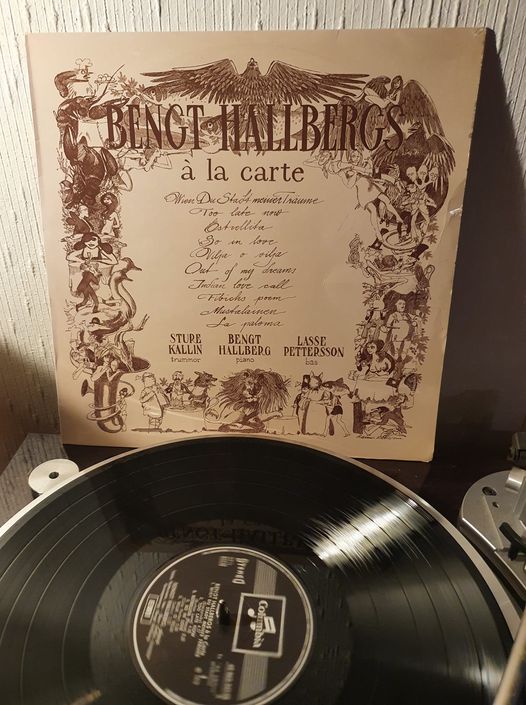 BENGT HALLBERGS
à la carte
Wien Du Stadt meiner Träume
Too late now
Estrellita
So in love
Vilja o vilja
Out of my dreams
Indian love call
Fibichs poem
Mustalainen
La paloma
STURE KALLIN
trummor
BENGT HALLBERG
piano
LASSE PETTERSSON
bas
Columbia